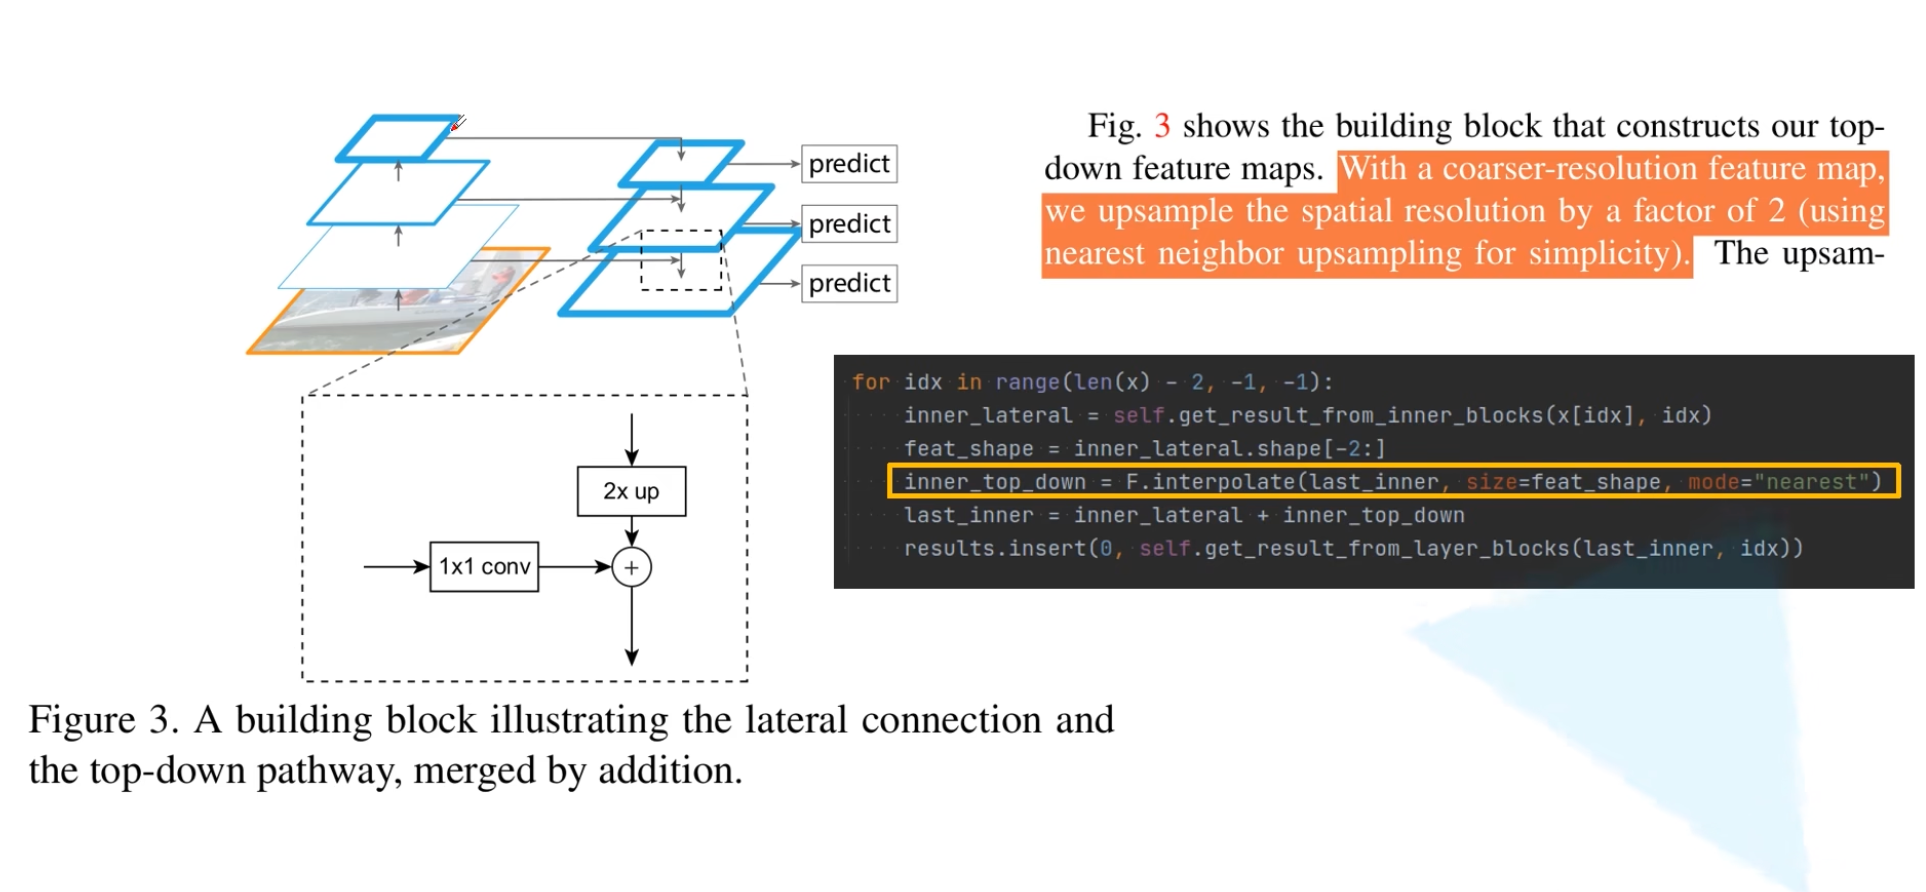 predict
predict
predict
2x up
1x1 conv
+
Figure 3. A building block illustrating the lateral connection and
the top-down pathway, merged by addition.
Fig. 3 shows the building block that constructs our top-
down feature maps. With a coarser-resolution feature map,
we upsample the spatial resolution by a factor of 2 (using
nearest neighbor upsampling for simplicity). The upsam-
for idx in range(len(x) - 2, -1, -1):
    inner_lateral = self.get_result_from_inner_blocks(x[idx], idx)
    feat_shape = inner_lateral.shape[-2:]
    inner_top_down = F.interpolate(last_inner, size=feat_shape, mode="nearest")
    last_inner = inner_lateral + inner_top_down
    results.insert(0, self.get_result_from_layer_blocks(last_inner, idx))